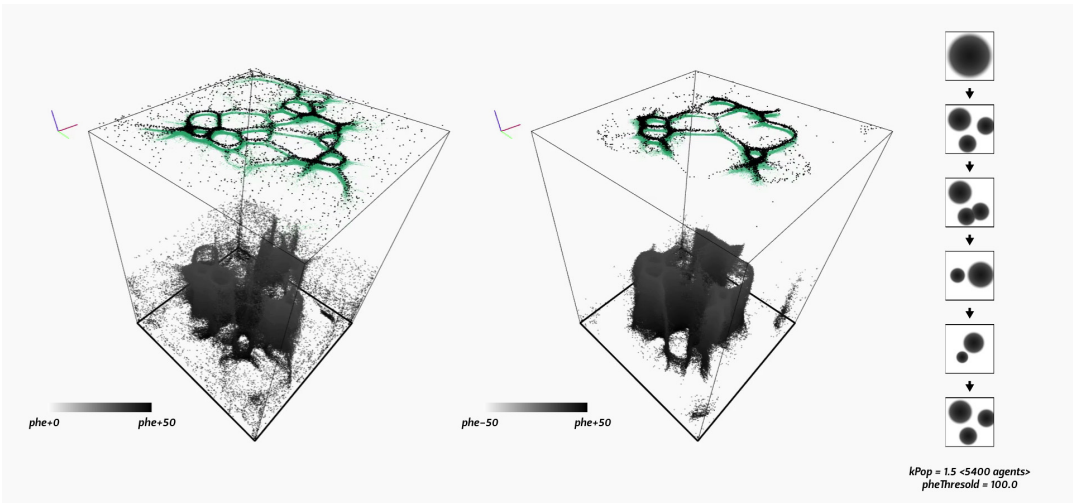 phe+0 phe+50
phe−50 phe+50
kPop = 1.5 <5400 agents>
pheThresold = 100.0